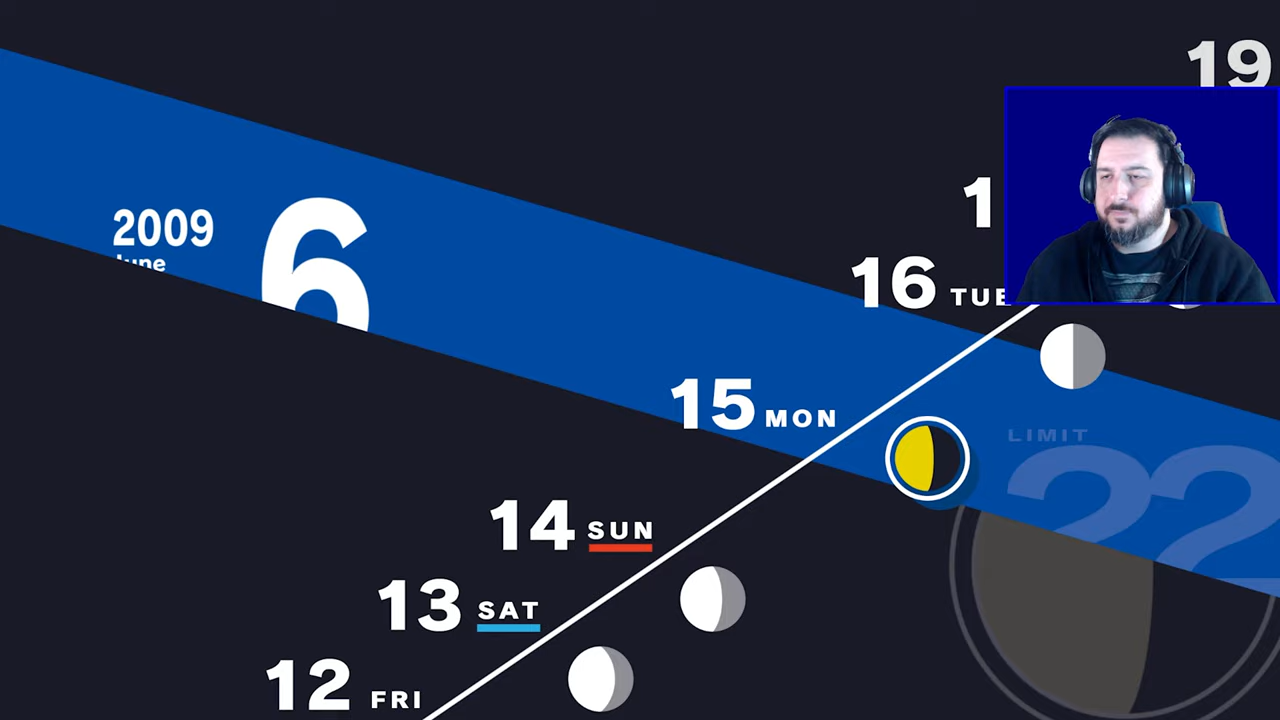 19
2009
June
6
1
16 TUE
15 MON
LIMIT
22
14 SUN
13 SAT
12 FRI